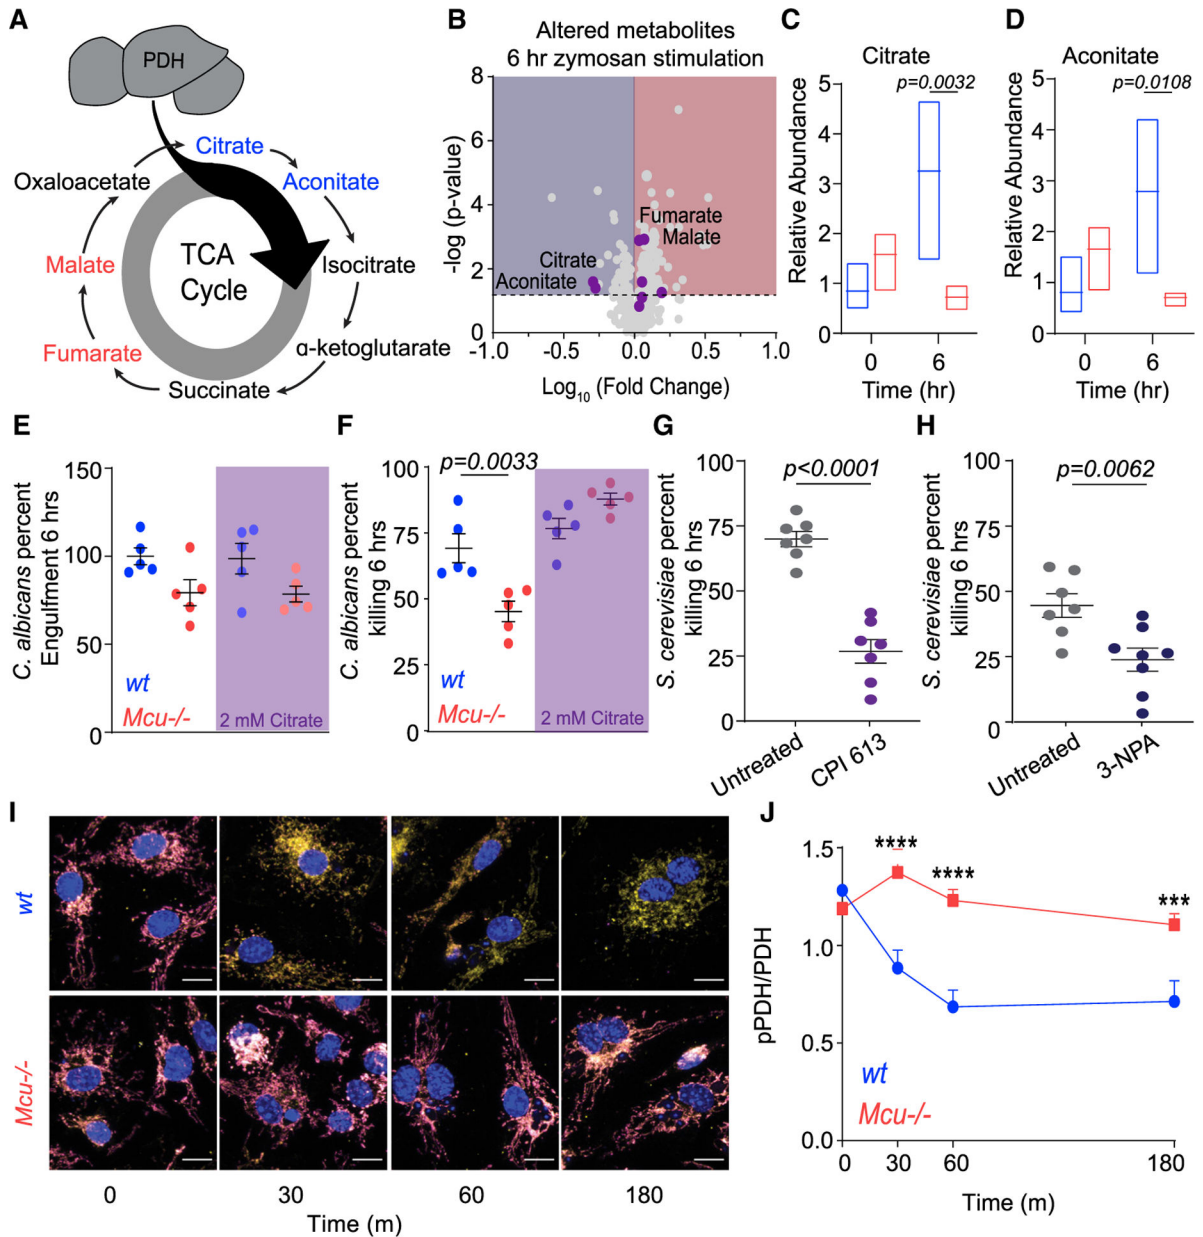 A
PDH
Citrate
Aconitate
Isocitrate
α-ketoglutarate
Succinate
Fumarate
Malate
Oxaloacetate
TCA
Cycle
B
Altered metabolites
6 hr zymosan stimulation
-log (p-value)
8
6
4
2
0
Fumarate
Malate
Citrate
Aconitate
-1.0 -0.5 0.0 0.5 1.0
Log10 (Fold Change)
C
Citrate
p=0.0032
Relative Abundance
5
4
3
2
1
0
0 6
Time (hr)
D
Aconitate
p=0.0108
Relative Abundance
5
4
3
2
1
0
0 6
Time (hr)
E
C. albicans percent
Engulfment 6 hrs
150
100
50
0
wt
Mcu-/-
2 mM Citrate
F
C. albicans percent
killing 6 hrs
p=0.0033
100
75
50
25
0
wt
Mcu-/-
2 mM Citrate
G
S. cerevisiae percent
killing 6 hrs
p<0.0001
100
75
50
25
0
Untreated
CPI 613
H
S. cerevisiae percent
killing 6 hrs
p=0.0062
100
75
50
25
0
Untreated
3-NPA
I
wt
Mcu-/-
0 30 60 180
Time (m)
J
pPDH/PDH
1.5
1.0
0.5
0.0
****
****
***
wt
Mcu-/-
0 30 60 180
Time (m)